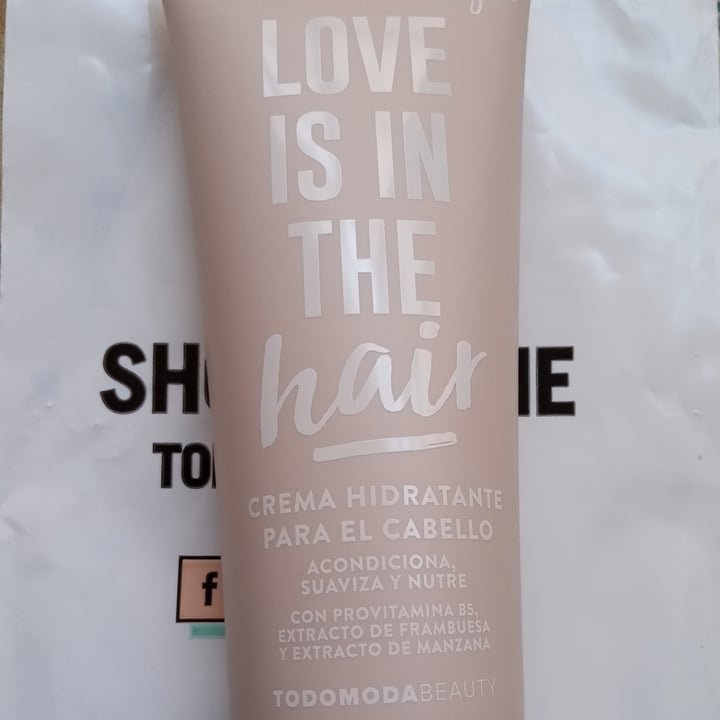 LOVE
IS IN
THE
hair
CREMA HIDRATANTE
PARA EL CABELLO
ACONDICIONA,
SUAVIZA Y NUTRE
CON PROVITAMINA B5,
EXTRACTO DE FRAMBUESA
Y EXTRACTO DE MANZANA
TODOMODABEAUTY
f